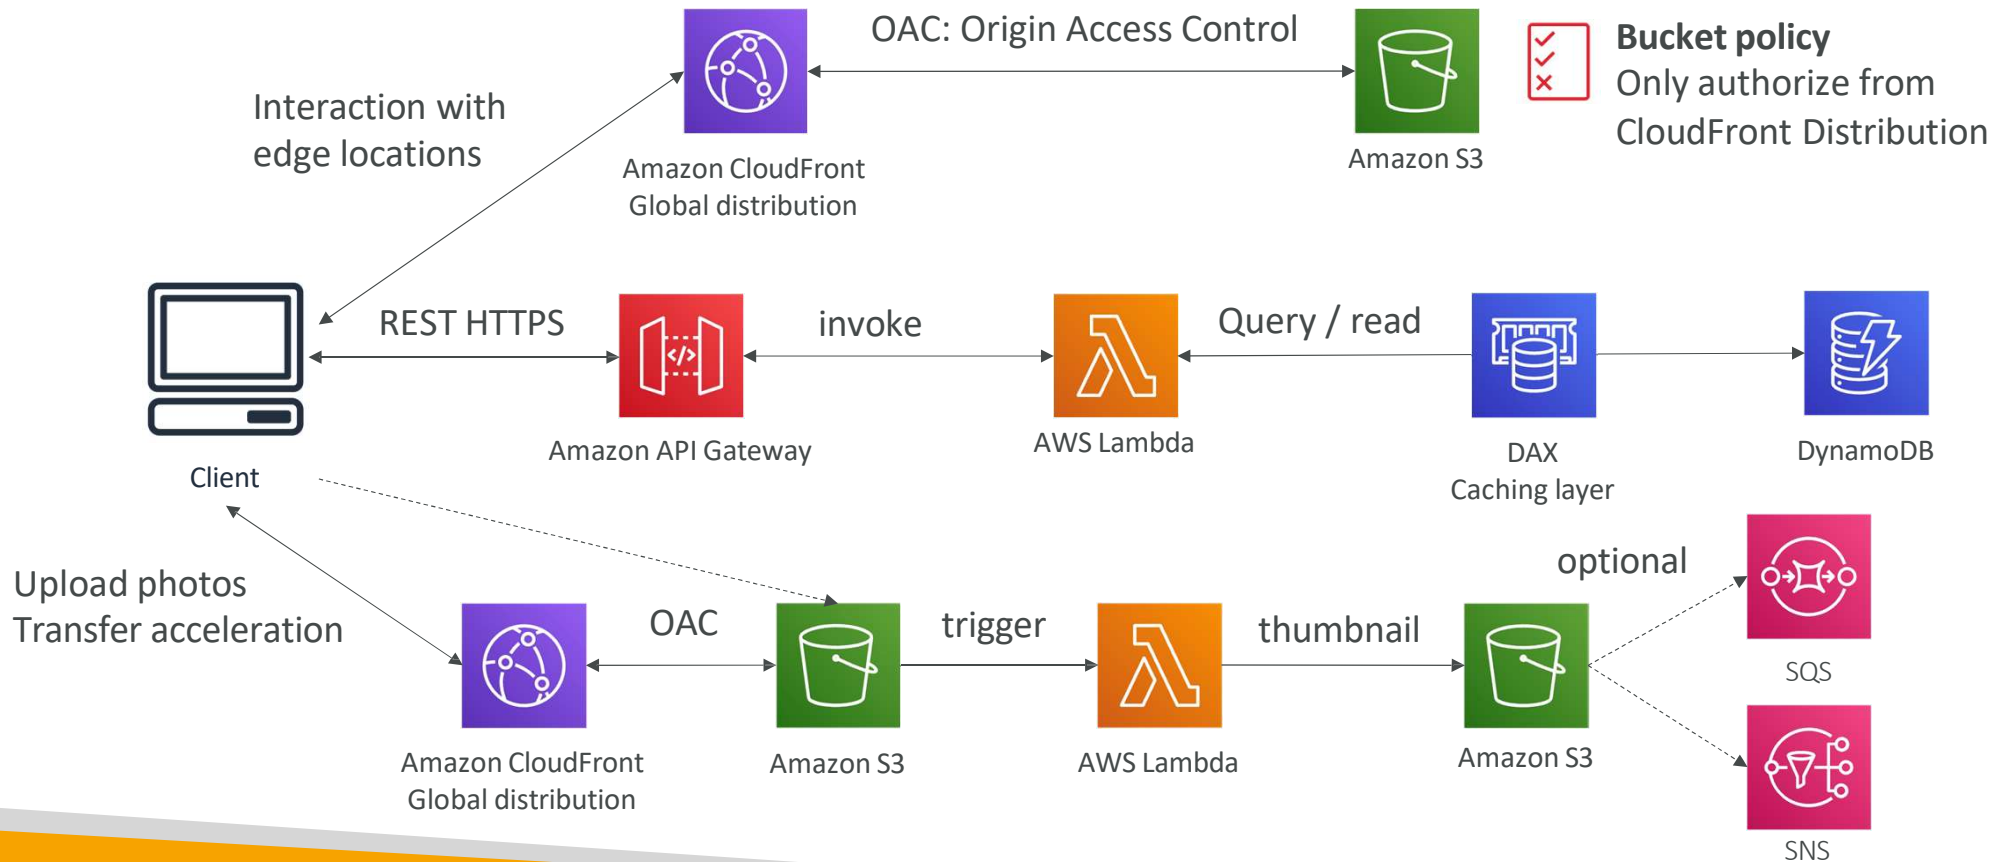 OAC: Origin Access Control
Bucket policy
Only authorize from
CloudFront Distribution
Interaction with
edge locations
Amazon CloudFront
Global distribution
Amazon S3
REST HTTPS
invoke
Query / read
</>
Amazon API Gateway
AWS Lambda
DAX
Caching layer
DynamoDB
Client
Upload photos
Transfer acceleration
OAC
trigger
thumbnail
optional
Amazon CloudFront
Global distribution
Amazon S3
AWS Lambda
Amazon S3
SQS
SNS